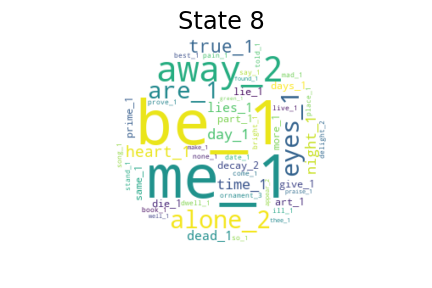 State 8
true_1
best_1 pain_1 told_1
away_2
say_1 mad_1
found_1
are_1
lie_1
days_1
prove_1
lies_1
live_1
place_1
prime_1
be_1
part_1
eyes_1
bright_1
more_1
day_1
night_1
delight_2
song_1
heart_1
make_1
none_1
date_1
me_1
decay_2
come_1
stand_1
same_1
time_1
give_1
praise_1
ornament_3
die_1
dwell_1
art_1
book_1
alone_2
ill_1
well_1
thee_1
dead_1
so_1